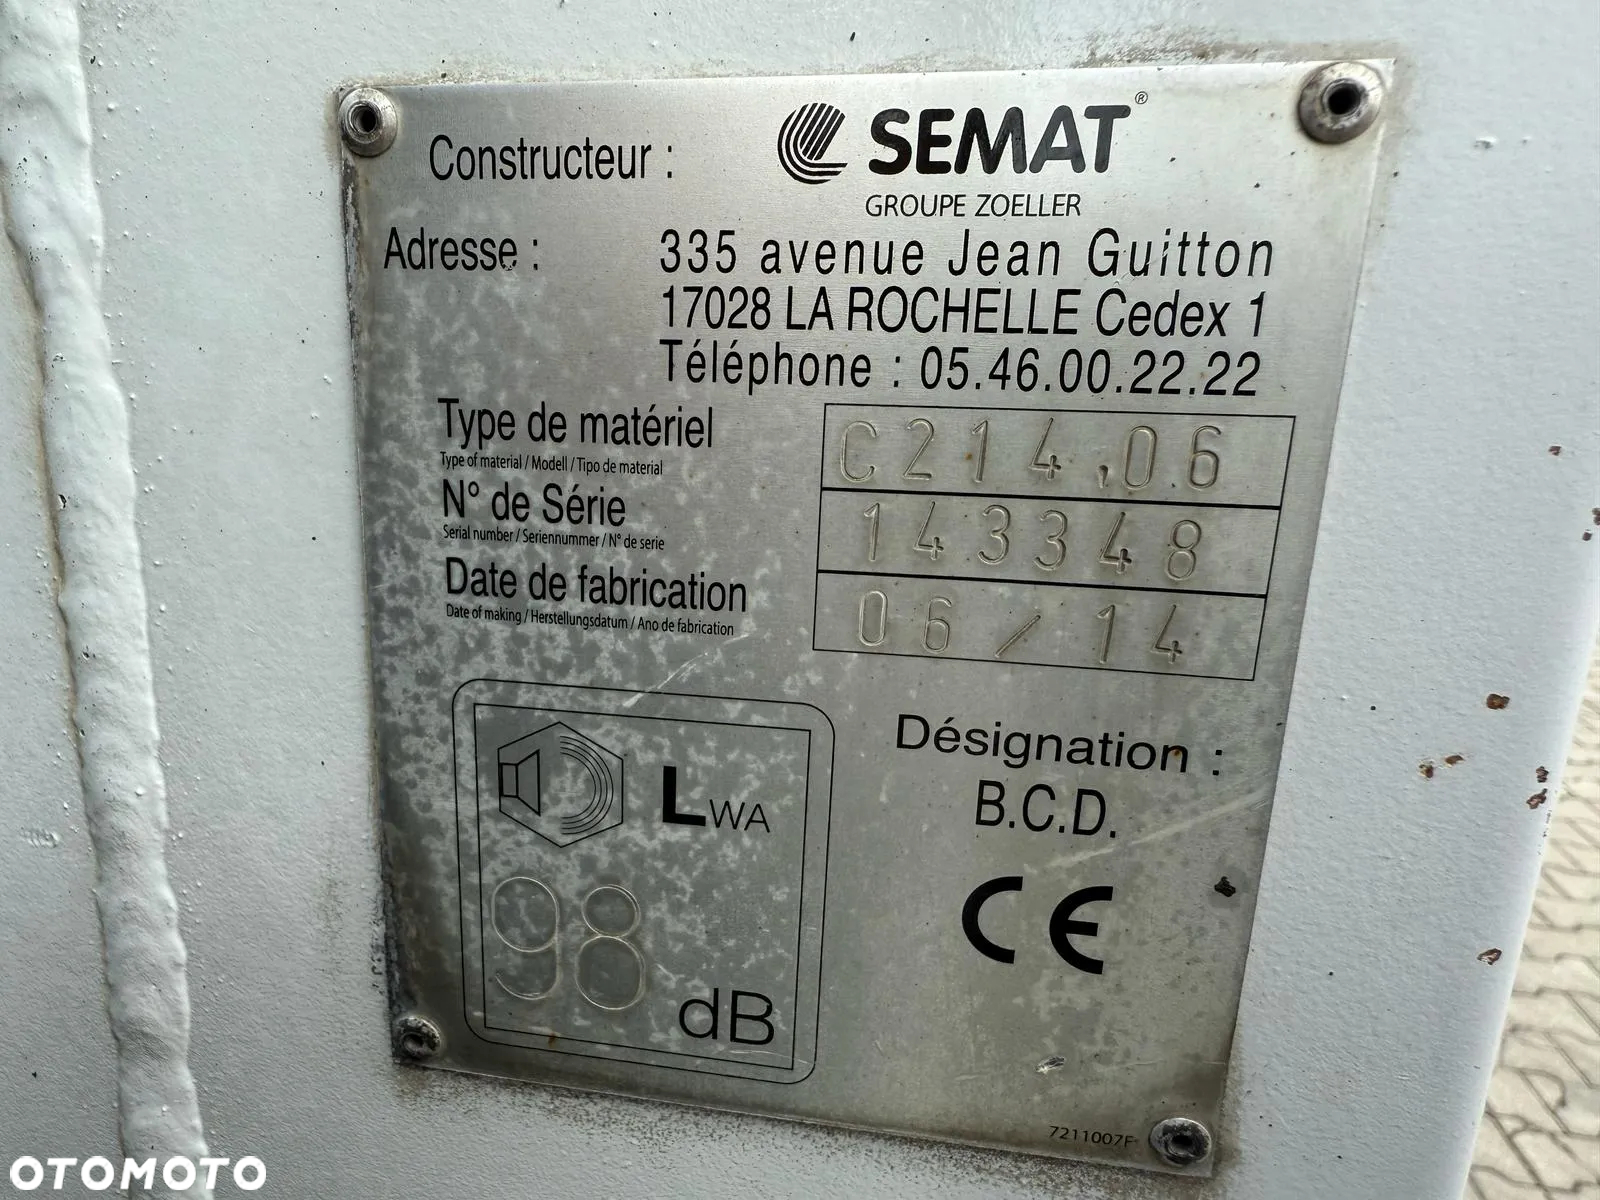 Constructeur : SEMAT®
GROUPE ZOELLER
Adresse : 335 avenue Jean Guitton
17028 LA ROCHELLE Cedex 1
Téléphone : 05.46.00.22.22
Type de matériel C214.06
Type of material / Modell / Tipo de material
N° de Série 143348
Serial number / Seriennummer / N° de serie
Date de fabrication 06/14
Date of making / Herstellungsdatum / Ano de fabrication
LWA
98 dB
Désignation :
B.C.D.
CE
7211007F
OTOMOTO